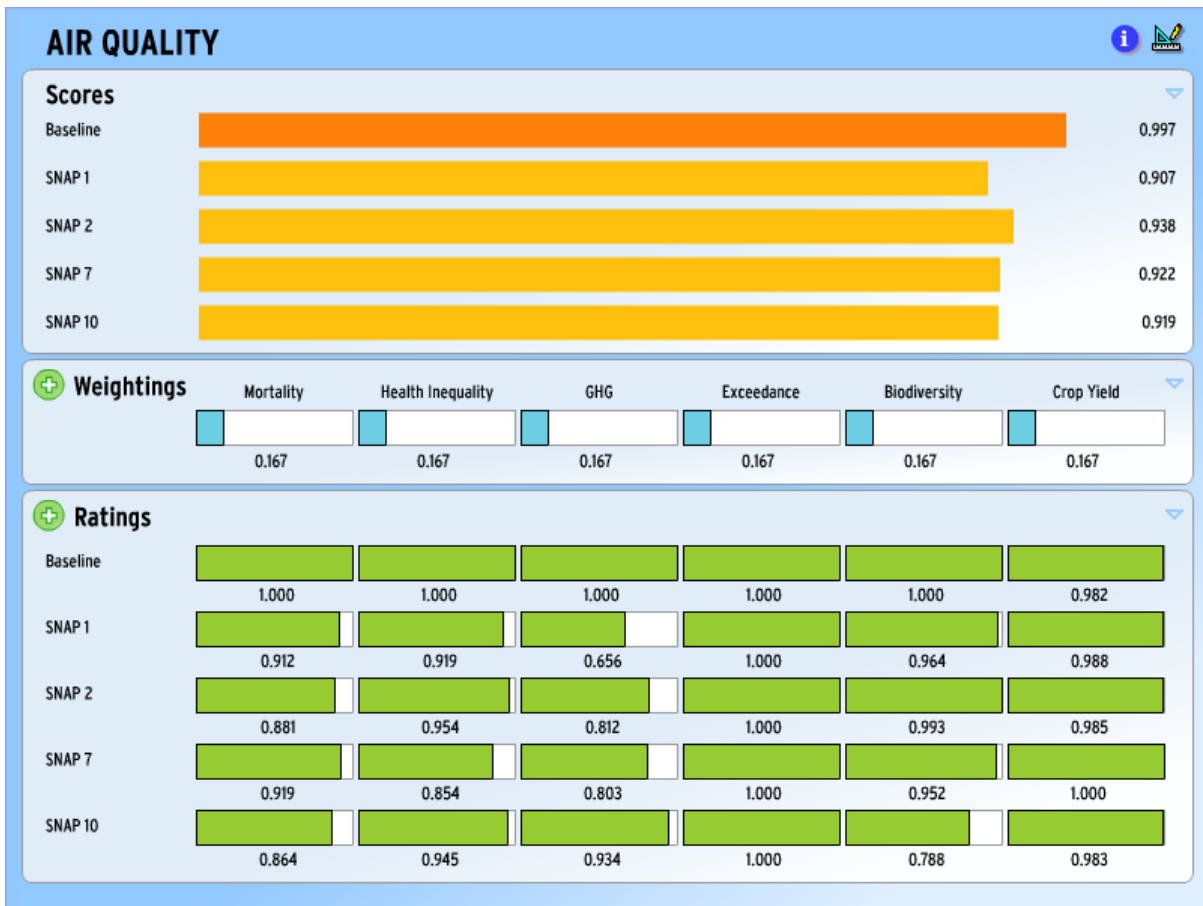 AIR QUALITY
i
Scores
Baseline 0.997
SNAP 1 0.907
SNAP 2 0.938
SNAP 7 0.922
SNAP 10 0.919
Weightings Mortality Health Inequality GHG Exceedance Biodiversity Crop Yield
0.167 0.167 0.167 0.167 0.167 0.167
Ratings
Baseline
1.000 1.000 1.000 1.000 1.000 0.982
SNAP 1
0.912 0.919 0.656 1.000 0.964 0.988
SNAP 2
0.881 0.954 0.812 1.000 0.993 0.985
SNAP 7
0.919 0.854 0.803 1.000 0.952 1.000
SNAP 10
0.864 0.945 0.934 1.000 0.788 0.983